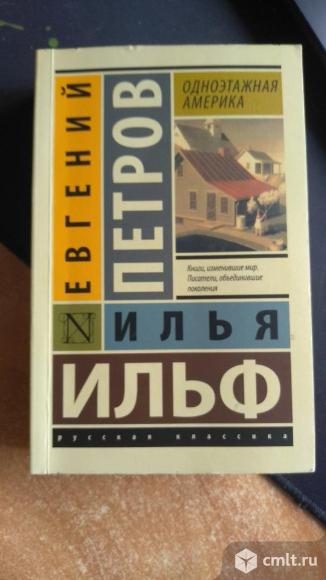 ЕВГЕНИЙ
ПЕТРОВ
ОДНОЭТАЖНАЯ
АМЕРИКА
Книги, изменившие мир.
Писатели, объединившие
поколения
N
ИЛЬЯ
ИЛЬФ
русская классика
cmlt.ru